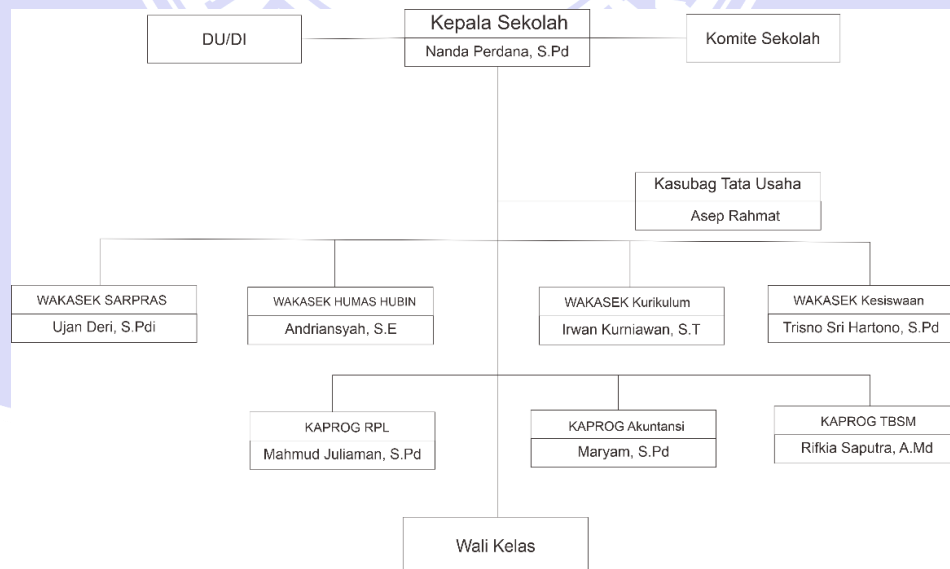 DU/DI
Kepala Sekolah
Nanda Perdana, S.Pd
Komite Sekolah
Kasubag Tata Usaha
Asep Rahmat
WAKASEK SARPRAS
Ujan Deri, S.Pdi
WAKASEK HUMAS HUBIN
Andriansyah, S.E
WAKASEK Kurikulum
Irwan Kurniawan, S.T
WAKASEK Kesiswaan
Trisno Sri Hartono, S.Pd
KAPROG RPL
Mahmud Juliaman, S.Pd
KAPROG Akuntansi
Maryam, S.Pd
KAPROG TBSM
Rifkia Saputra, A.Md
Wali Kelas